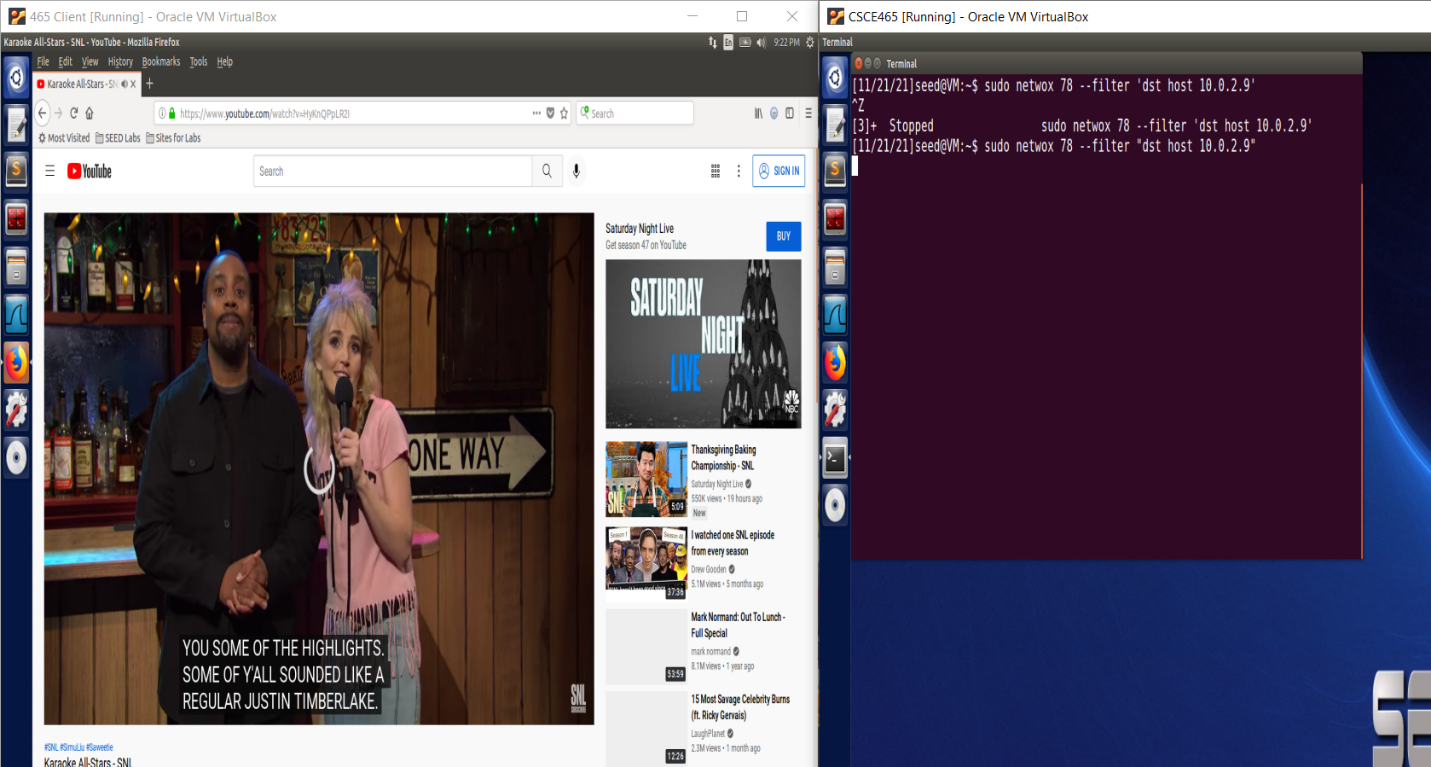 465 Client [Running] - Oracle VM VirtualBox
Karaoke All-Stars - SNL - YouTube - Mozilla Firefox
En
9:22 PM
File Edit View History Bookmarks Tools Help
Karaoke All-Stars - SN
https://www.youtube.com/watch?v=HyKnQPpLR2I
Search
Most Visited SEED Labs Sites for Labs
YouTube
Search
SIGN IN
ONE WAY
YOU SOME OF THE HIGHLIGHTS.
SOME OF Y'ALL SOUNDED LIKE A
REGULAR JUSTIN TIMBERLAKE.
SNL
#SNL #SimuLiu #Saweetie
Karaoke All-Stars - SNL
Saturday Night Live
Get season 47 on YouTube
BUY
SATURDAY
NIGHT
LIVE
NBC
SNL
5:09
Thanksgiving Baking
Championship - SNL
Saturday Night Live
550K views • 19 hours ago
New
Season 1
37:36
I watched one SNL episode
from every season
Drew Gooden
5.1M views • 5 months ago
53:59
Mark Normand: Out To Lunch -
Full Special
mark normand
8.1M views • 1 year ago
12:26
15 Most Savage Celebrity Burns
(ft. Ricky Gervais)
LaughPlanet
2.3M views • 1 month ago
CSCE465 [Running] - Oracle VM VirtualBox
Terminal
Terminal
[11/21/21]seed@VM:~$ sudo netwox 78 --filter 'dst host 10.0.2.9'
^Z
[3]+  Stopped                 sudo netwox 78 --filter 'dst host 10.0.2.9'
[11/21/21]seed@VM:~$ sudo netwox 78 --filter "dst host 10.0.2.9"